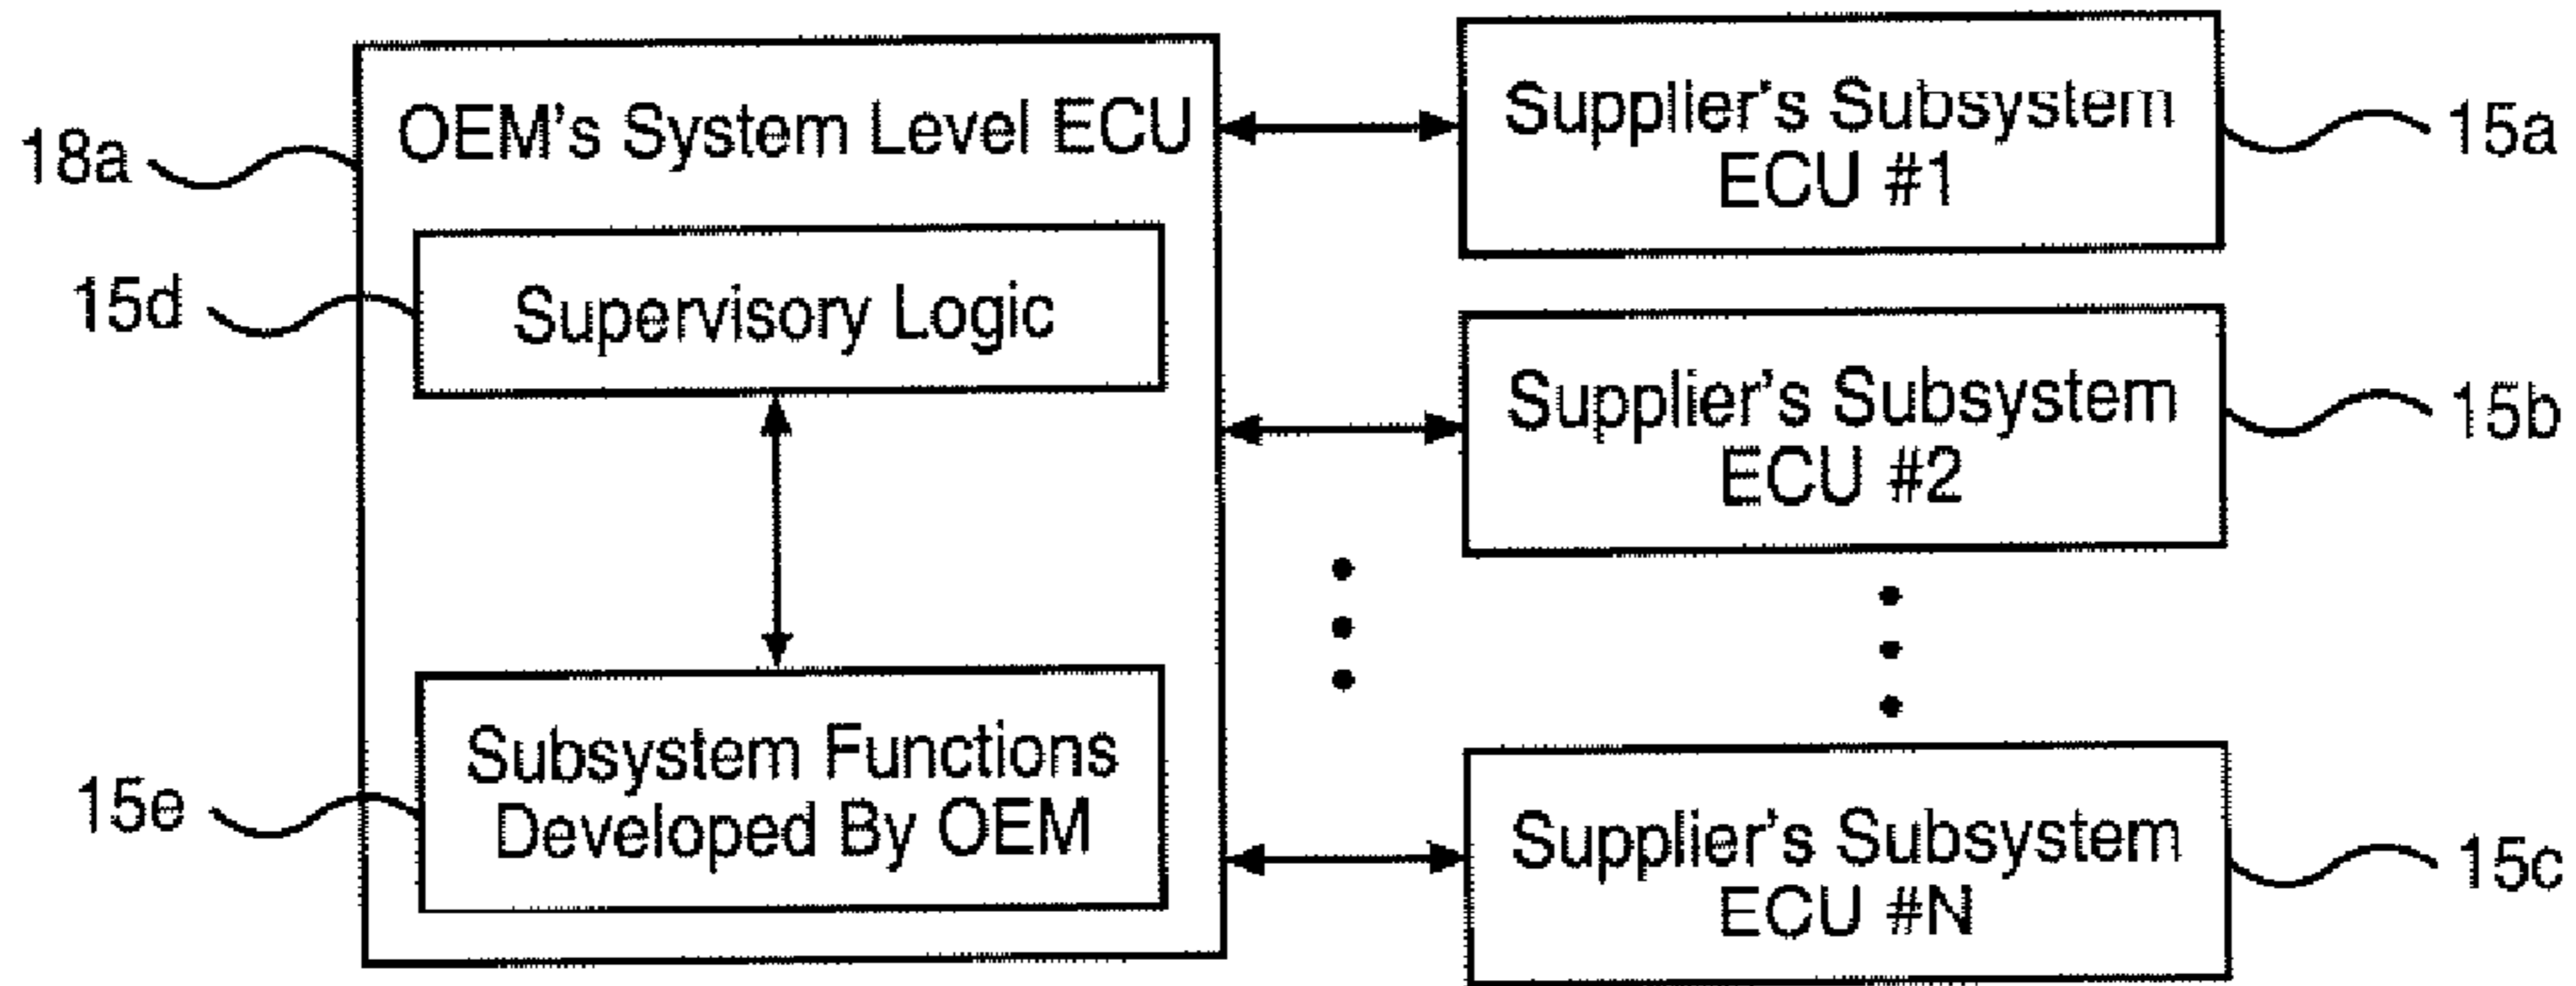 18a
OEM's System Level ECU
15d
Supervisory Logic
15e
Subsystem Functions
Developed By OEM
Supplier's Subsystem
ECU #1
15a
Supplier's Subsystem
ECU #2
15b
Supplier's Subsystem
ECU #N
15c